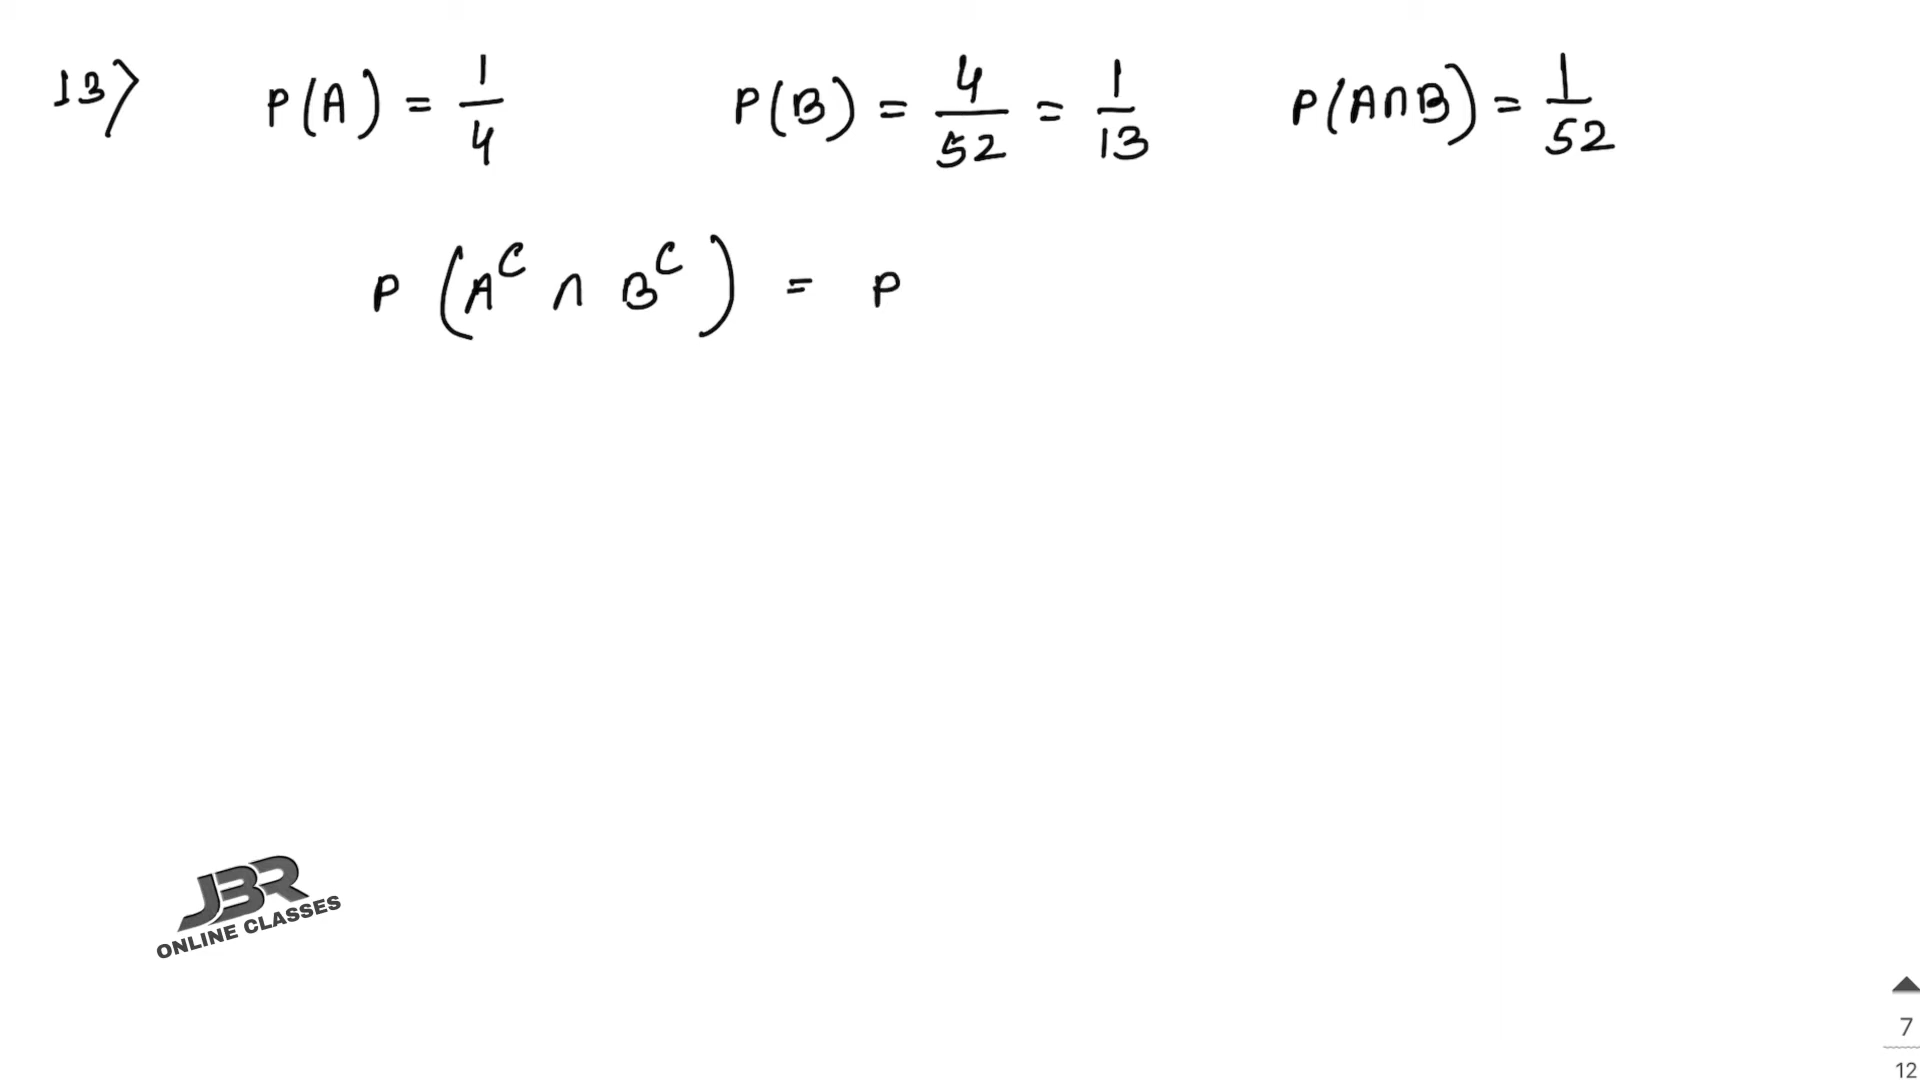 13) P(A) = 1/4 P(B) = 4/52 = 1/13 P(A∩B) = 1/52
P (A^C ∩ B^C) = P
JBR
ONLINE CLASSES
7
12